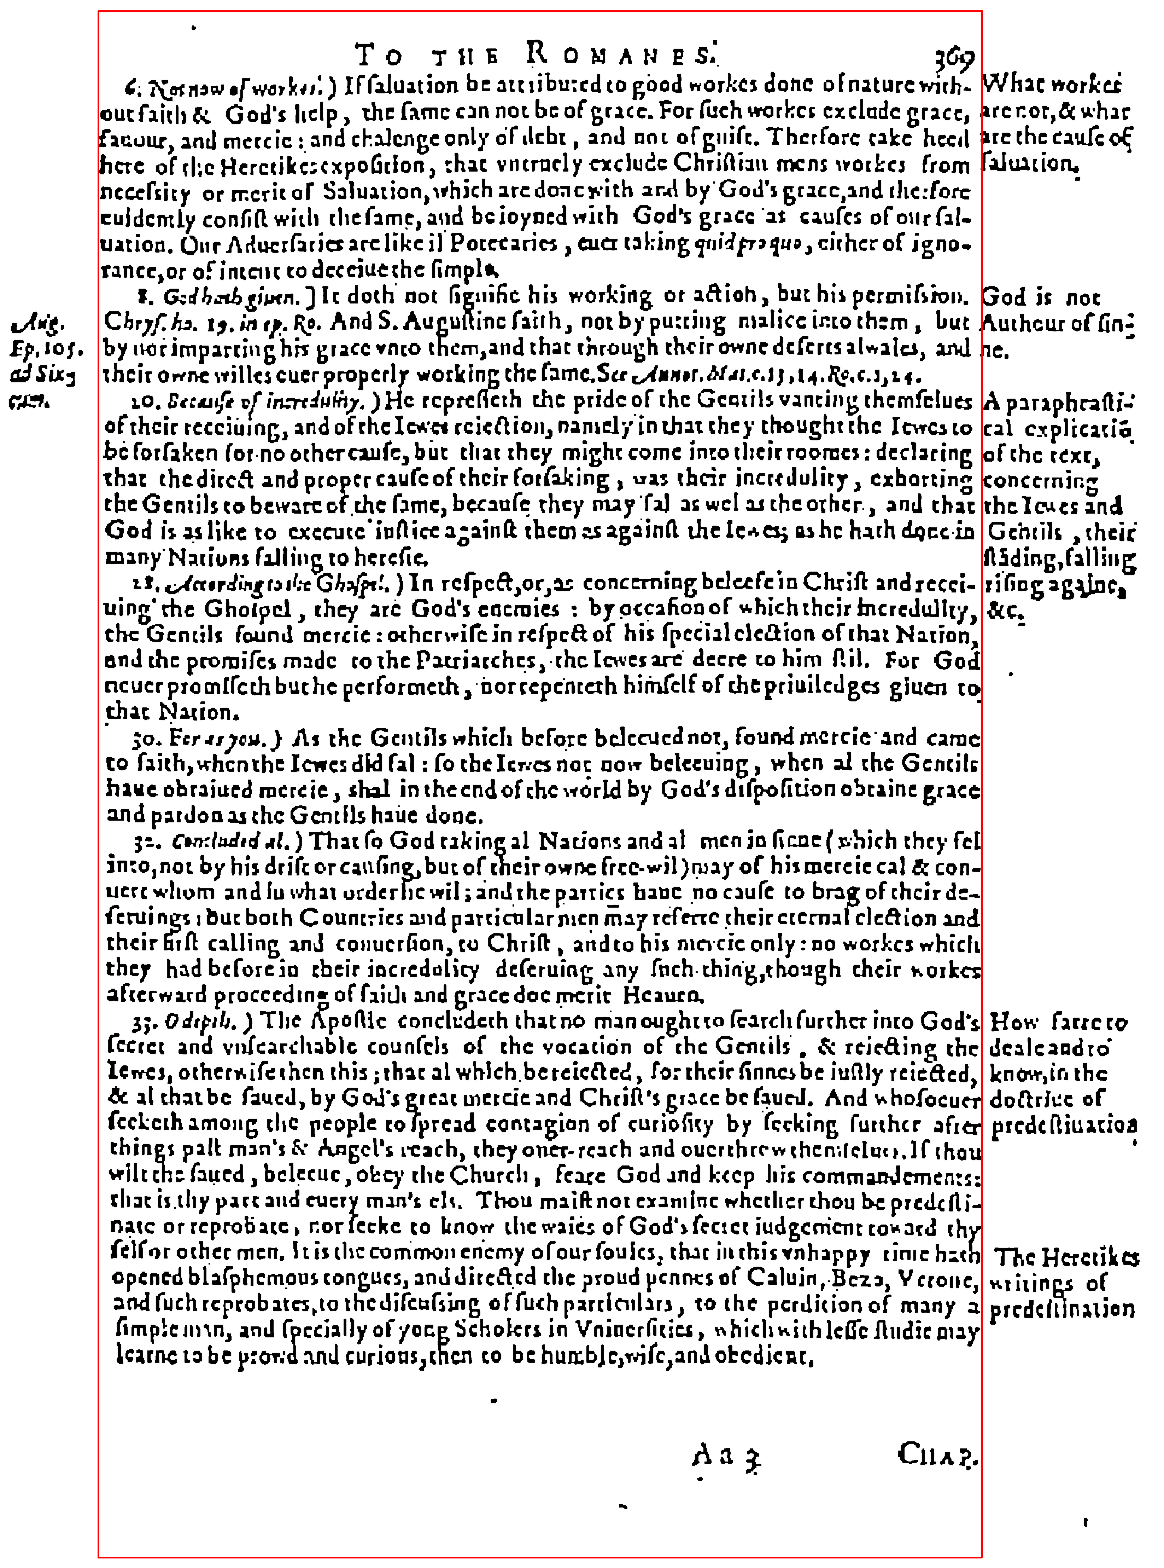 TO THE ROMANES. 369
6. Not now of workes.) If saluation be attributed to good workes done of nature with-
out faith & God's help, the same can not be of grace. For such workes exclude grace,
fauour, and mercie: and chalenge only of debt, and not of guift. Therfore take heed
here of the Heretikes exposition, that vntruely exclude Christian mens workes from
necessity or merit of Saluation, which are done with and by God's grace, and therefore
euidently consist with the same, and be ioyned with God's grace as causes of our sal-
uation. Our Aduersaries are like il Potecaries, euer taking quid pro quo, either of igno-
rance, or of intent to deceiue the simple.
What workes
are not, & what
are the cause of
saluation.
8. God hath giuen.] It doth not signifie his working or action, but his permission.
Chrys. ho. 19. in ep. Ro. And S. Augustine saith, not by putting malice into them, but
by not imparting his grace vnto them, and that through their owne deserts alwaies, and
their owne willes euer properly working the same. See Annot. Mat. c. 13, 14. Ro. c. 1, 24.
Aug.
Ep. 105.
ad Six-
tum.
God is not
Autheur of sin-
ne.
20. Because of incredulity.) He represseth the pride of the Gentils vanting themselues
of their receiuing, and of the Iewes reiection, namely in that they thought the Iewes to
be forsaken for no other cause, but that they might come into their roomes: declaring
that the direct and proper cause of their forsaking, was their incredulity, exhorting
the Gentils to beware of the same, because they may fal as wel as the other, and that
God is as like to execute iustice against them as against the Iewes; as he hath done in
many Nations falling to heresie.
A paraphrasti-
cal explicatiõ
of the text,
concerning
the Iewes and
Gentils, their
stãding, falling
rising againe,
&c.
28. According to the Ghospel.) In respect, or, as concerning beleefe in Christ and recei-
uing the Ghospel, they are God's enemies: by occasion of which their incredulity,
the Gentils found mercie: otherwise in respect of his special election of that Nation,
and the promises made to the Patriarches, the Iewes are deere to him stil. For God
neuer promisseth but he performeth, nor repenteth himself of the priuiledges giuen to
that Nation.
30. For as you.) As the Gentils which before beleeued not, found mercie and came
to faith, when the Iewes did fal: so the Iewes not now beleeuing, when al the Gentils
haue obtained mercie, shal in the end of the world by God's disposition obtaine grace
and pardon as the Gentils haue done.
32. Concluded al.) That so God taking al Nations and al men in sinne (which they fel
into, not by his drift or causing, but of their owne free-wil) may of his mercie cal & con-
uert whom and in what order he wil; and the parties haue no cause to brag of their de-
seruings: but both Countries and particular men may referre their eternal election and
their first calling and conuersion, to Christ, and to his mercie only: no workes which
they had before in their incredulity deseruing any such thing, though their workes
afterward proceeding of faith and grace doe merit Heauen.
33. O depth.) The Apostle concludeth that no man ought to search further into God's
secret and vnsearchable counsels of the vocation of the Gentils, & reiecting the
Iewes, otherwise then this; that al which be reiected, for their sinnes be iustly reiected,
& al that be saued, by God's great mercie and Christ's grace be saued. And whosoeuer
seeketh among the people to spread contagion of curiosity by seeking further after
things past man's & Angel's reach, they ouer-reach and ouerthrew themselues. If thou
wilt the saued, beleeue, obey the Church, feare God and keep his commandements:
that is thy part and euery man's els. Thou maist not examine whether thou be predesti-
nate or reprobate, nor seeke to know the waies of God's secret iudgement toward thy
self or other men. It is the common enemy of our soules, that in this vnhappy time hath
opened blasphemous tongues, and directed the proud pennes of Caluin, Beza, Verone,
and such reprobates, to the discussing of such particulars, to the perdition of many a
simple man, and specially of yong Scholers in Vniuersities, which with lesse studie may
learne to be proud and curious, then to be humble, wise, and obedient.
How farre to
deale and to
know, in the
doctrine of
predestination
The Heretikes
writings of
predestination
Aa 3 CHAP.